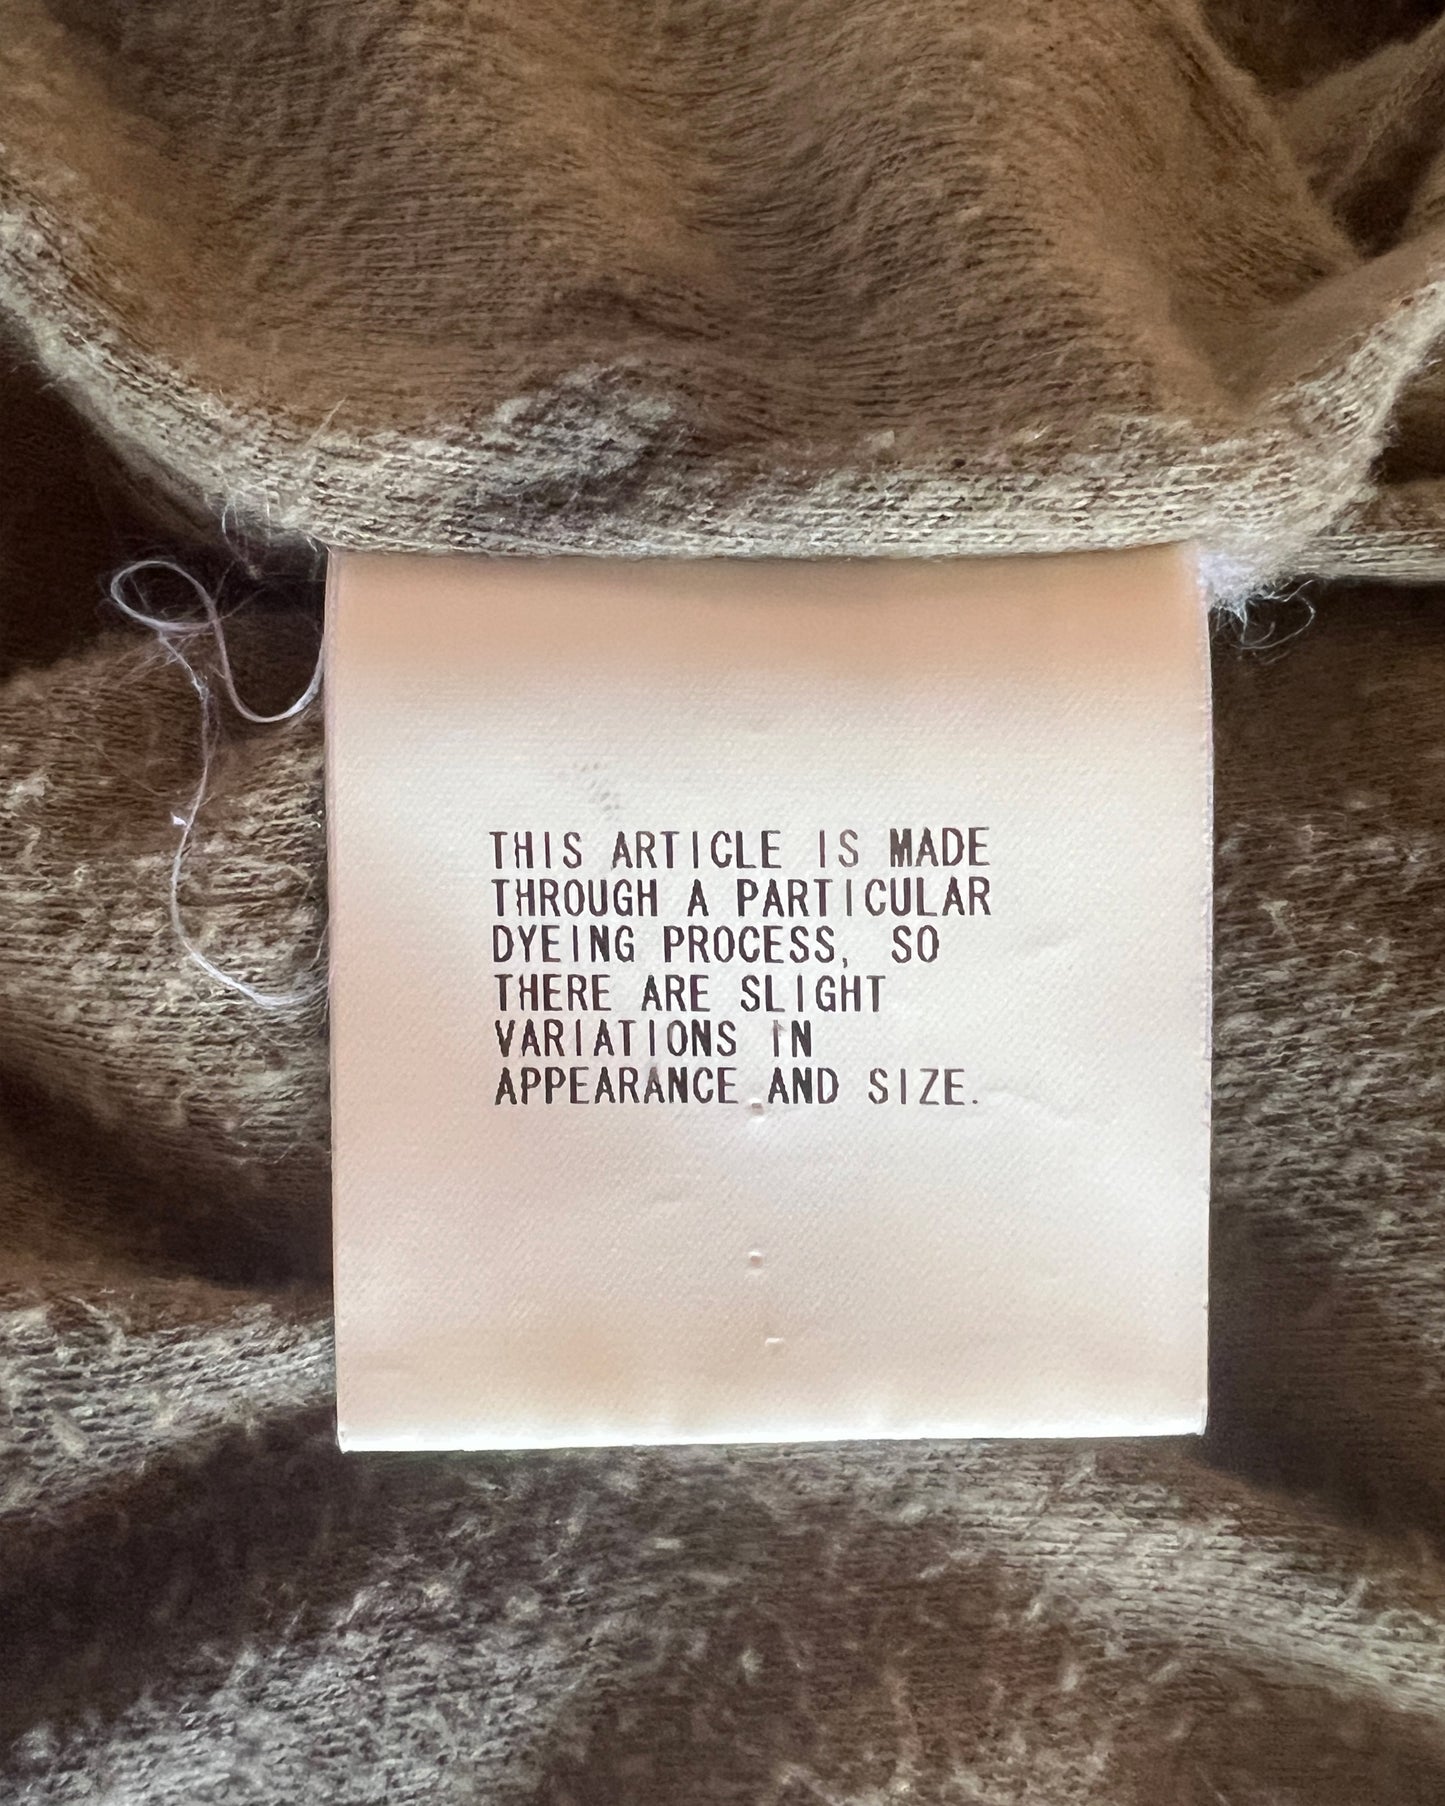 THIS ARTICLE IS MADE
THROUGH A PARTICULAR
DYEING PROCESS, SO
THERE ARE SLIGHT
VARIATIONS IN
APPEARANCE AND SIZE.